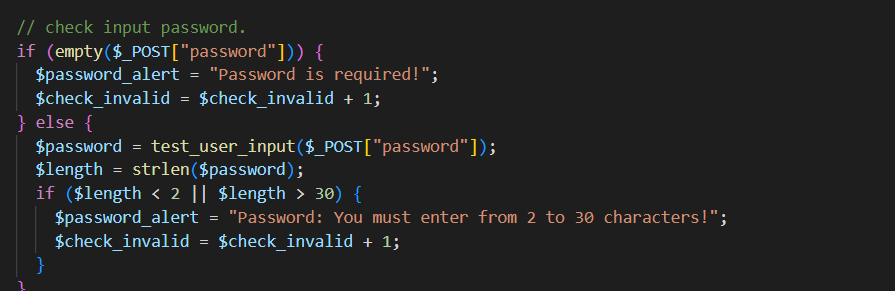 // check input password.
if (empty($_POST["password"])) {
$password_alert = "Password is required!";
$check_invalid = $check_invalid + 1;
} else {
$password = test_user_input($_POST["password"]);
$length = strlen($password);
if ($length < 2 || $length > 30) {
$password_alert = "Password: You must enter from 2 to 30 characters!";
$check_invalid = $check_invalid + 1;
}
}